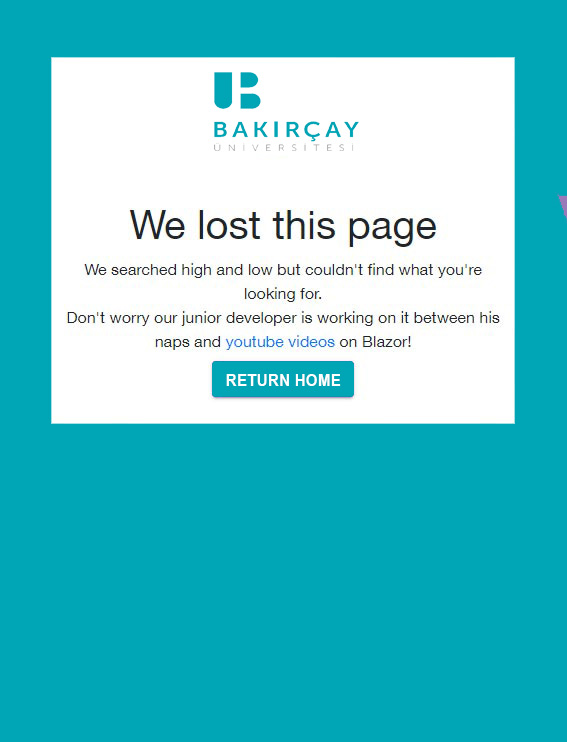 BAKIRÇAY
ÜNİVERSİTESİ
We lost this page
We searched high and low but couldn't find what you're
looking for.
Don't worry our junior developer is working on it between his
naps and youtube videos on Blazor!
RETURN HOME